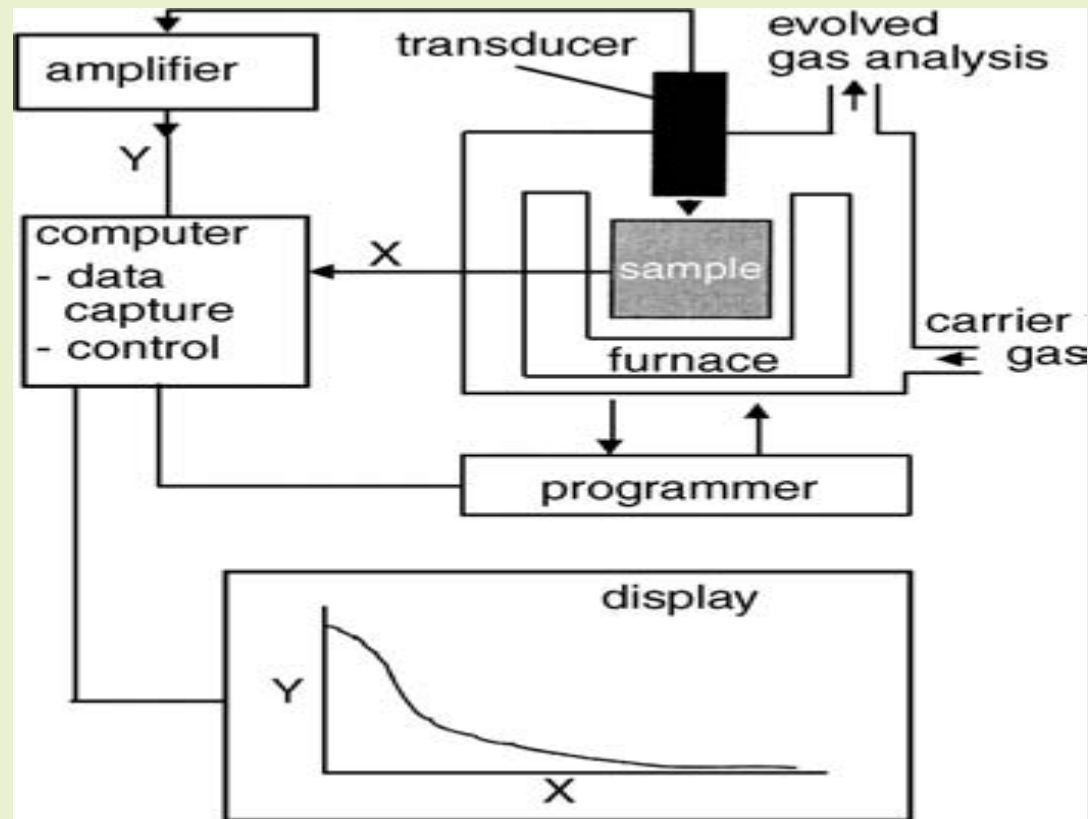 evolved
gas analysis
transducer
amplifier
Y
computer
- data
capture
- control
X
sample
furnace
carrier
gas
programmer
display
Y
X